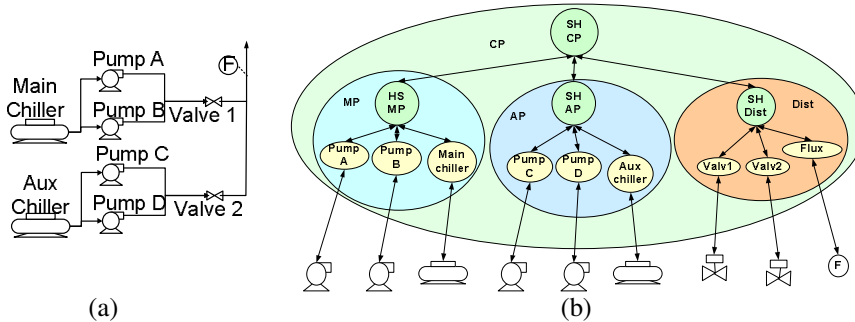 Pump A
F
Main
Chiller
Pump B
Valve 1
Pump C
Aux
Chiller
Pump D
Valve 2
(a)
SH
CP
CP
MP
HS
MP
Pump
A
Pump
B
Main
chiller
AP
SH
AP
Pump
C
Pump
D
Aux
chiller
SH
Dist
Dist
Valv1
Valv2
Flux
F
(b)